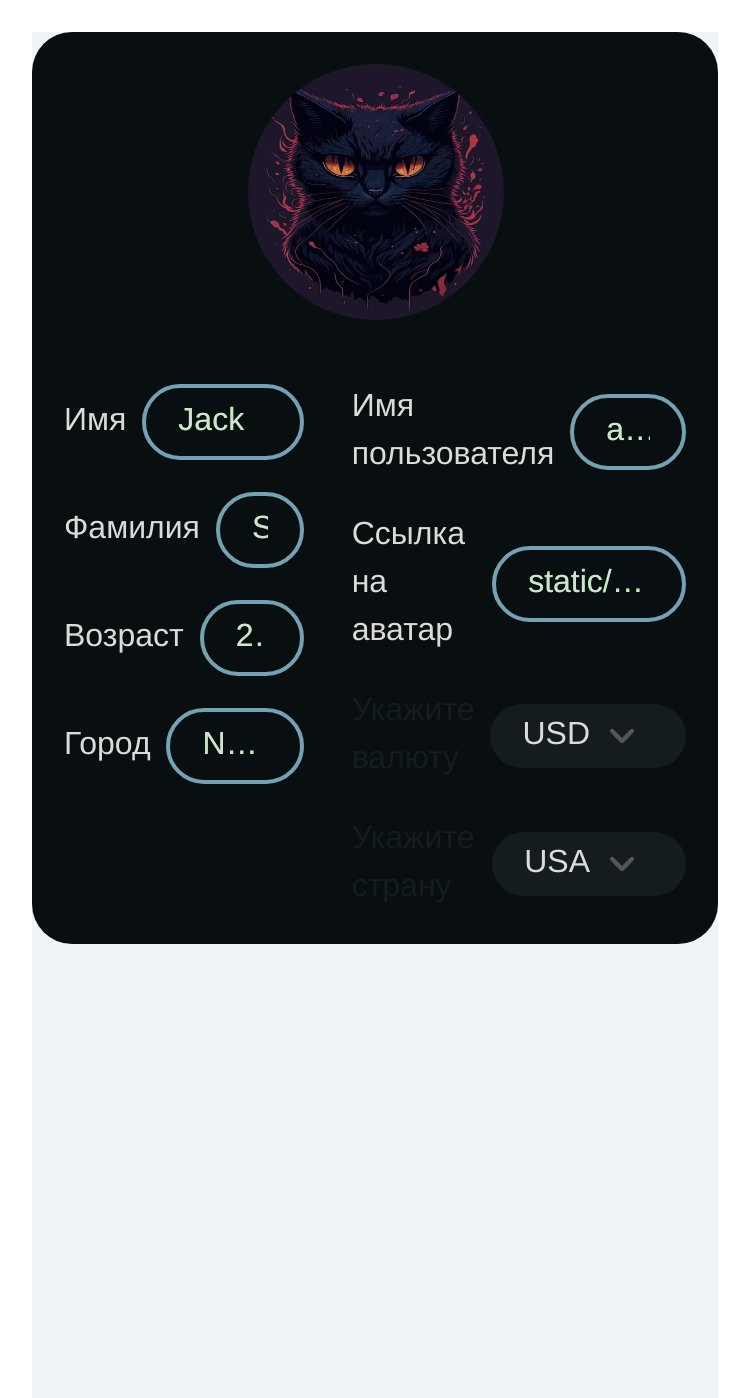 Имя
Jack
Фамилия
S
Возраст
2.
Город
N...
Имя
пользователя
a...
Ссылка
на
аватар
static/...
Укажите
валюту
USD
Укажите
страну
USA